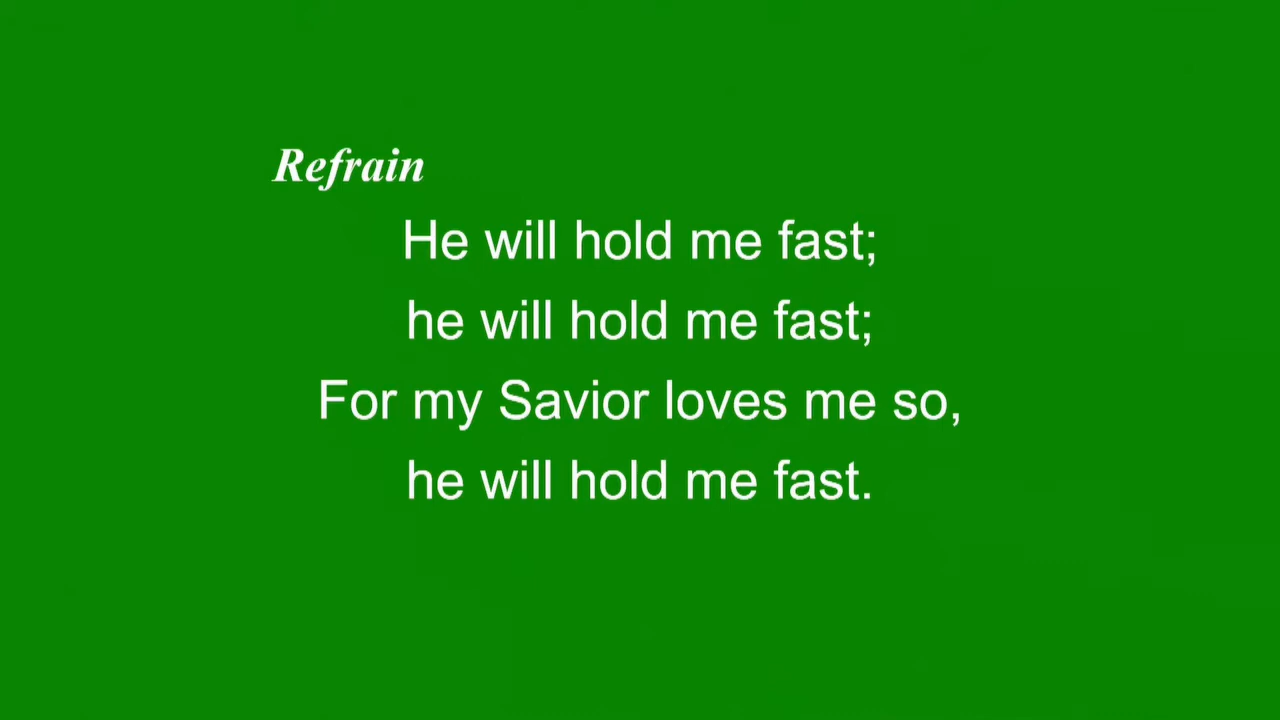 Refrain
He will hold me fast;
he will hold me fast;
For my Savior loves me so,
he will hold me fast.